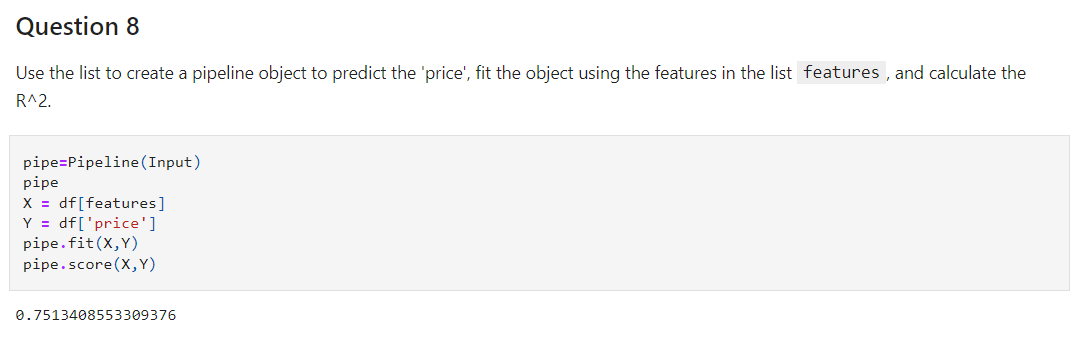 Question 8
Use the list to create a pipeline object to predict the 'price', fit the object using the features in the list features , and calculate the
R^2.
pipe=Pipeline(Input)
pipe
X = df[features]
Y = df['price']
pipe.fit(X,Y)
pipe.score(X,Y)
0.7513408553309376